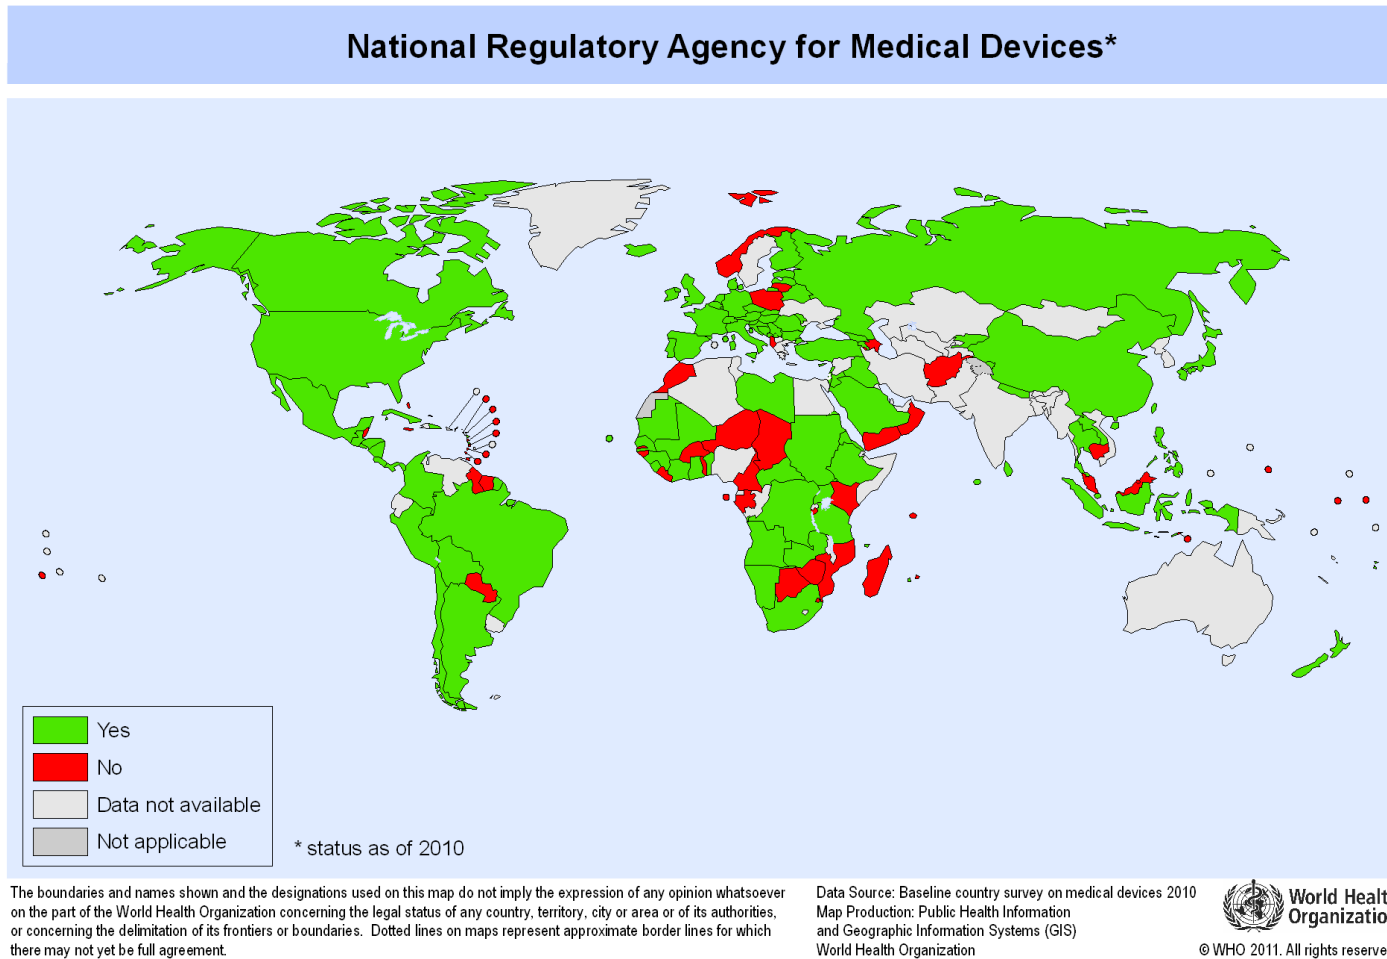 National Regulatory Agency for Medical Devices*
Yes
No
Data not available
Not applicable
* status as of 2010
The boundaries and names shown and the designations used on this map do not imply the expression of any opinion whatsoever
on the part of the World Health Organization concerning the legal status of any country, territory, city or area or of its authorities,
or concerning the delimitation of its frontiers or boundaries. Dotted lines on maps represent approximate border lines for which
there may not yet be full agreement.
Data Source: Baseline country survey on medical devices 2010
Map Production: Public Health Information
and Geographic Information Systems (GIS)
World Health Organization
World Healt
Organizatio
© WHO 2011. All rights reserve